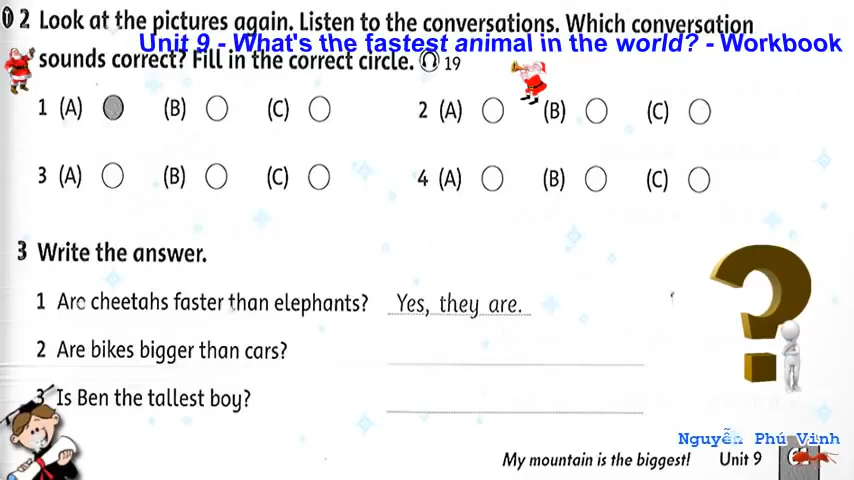 2 Look at the pictures again. Listen to the conversations. Which conversation
Unit 9 - What's the fastest animal in the world? - Workbook
sounds correct? Fill in the correct circle. 19
1 (A) (B) (C) 2 (A) (B) (C)
3 (A) (B) (C) 4 (A) (B) (C)
3 Write the answer.
1 Are cheetahs faster than elephants? Yes, they are.
2 Are bikes bigger than cars?
3 Is Ben the tallest boy?
Nguyễn Phú Vinh
My mountain is the biggest! Unit 9